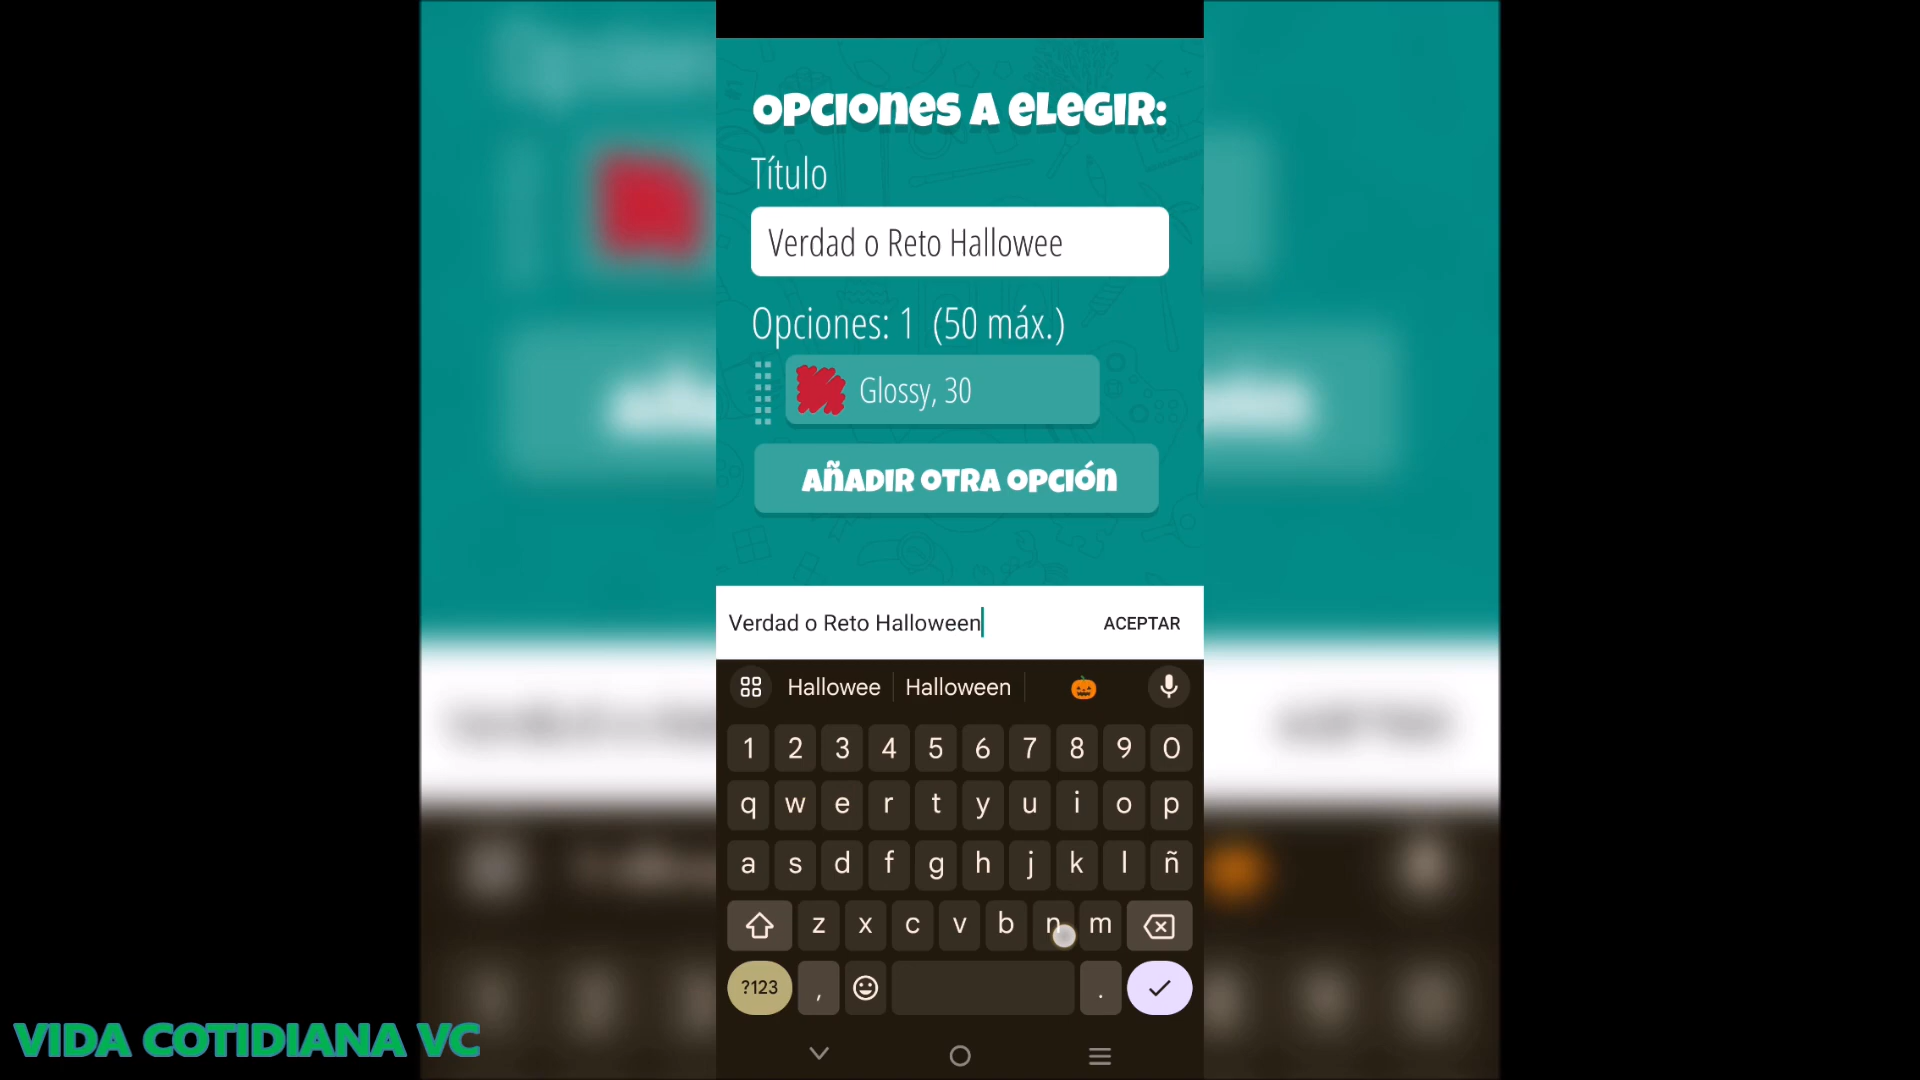 OPCIONES A ELEGIR:
Título
Verdad o Reto Hallowee
Opciones: 1 (50 máx.)
Glossy, 30
AÑADIR OTRA OPCIÓN
Verdad o Reto Halloween
ACEPTAR
Hallowee
Halloween
1 2 3 4 5 6 7 8 9 0
q w e r t y u i o p
a s d f g h j k l ñ
z x c v b n m
?123 , .
VIDA COTIDIANA VC